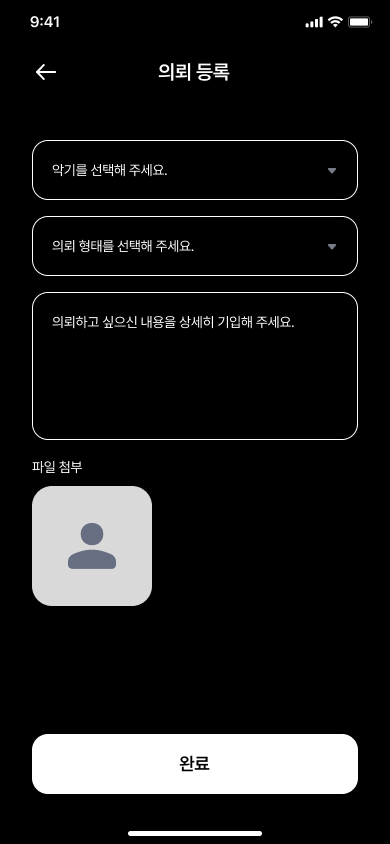 9:41
의뢰 등록
악기를 선택해 주세요.
의뢰 형태를 선택해 주세요.
의뢰하고 싶으신 내용을 상세히 기입해 주세요.
파일 첨부
완료